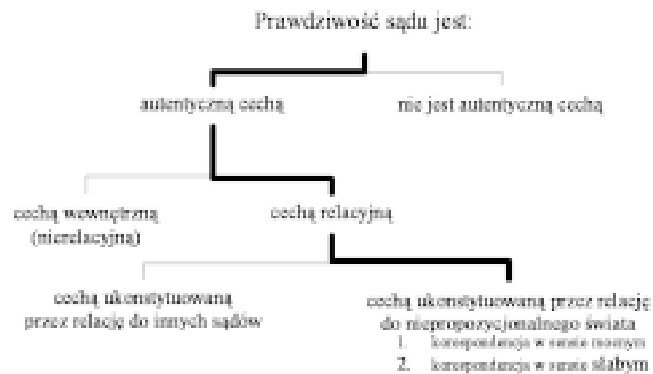 Prawdziwość sądu jest:
autentyczną cechą
nie jest autentyczną cechą
cechą wewnętrzną
(nierelacyjną)
cechą relacyjną
cechą ukonstytuowaną
przez relację do innych sądów
cechą ukonstytuowaną przez relację
do niepropozycjonalnego świata
1. korespondencja w sensie mocnym
2. korespondencja w sensie słabym